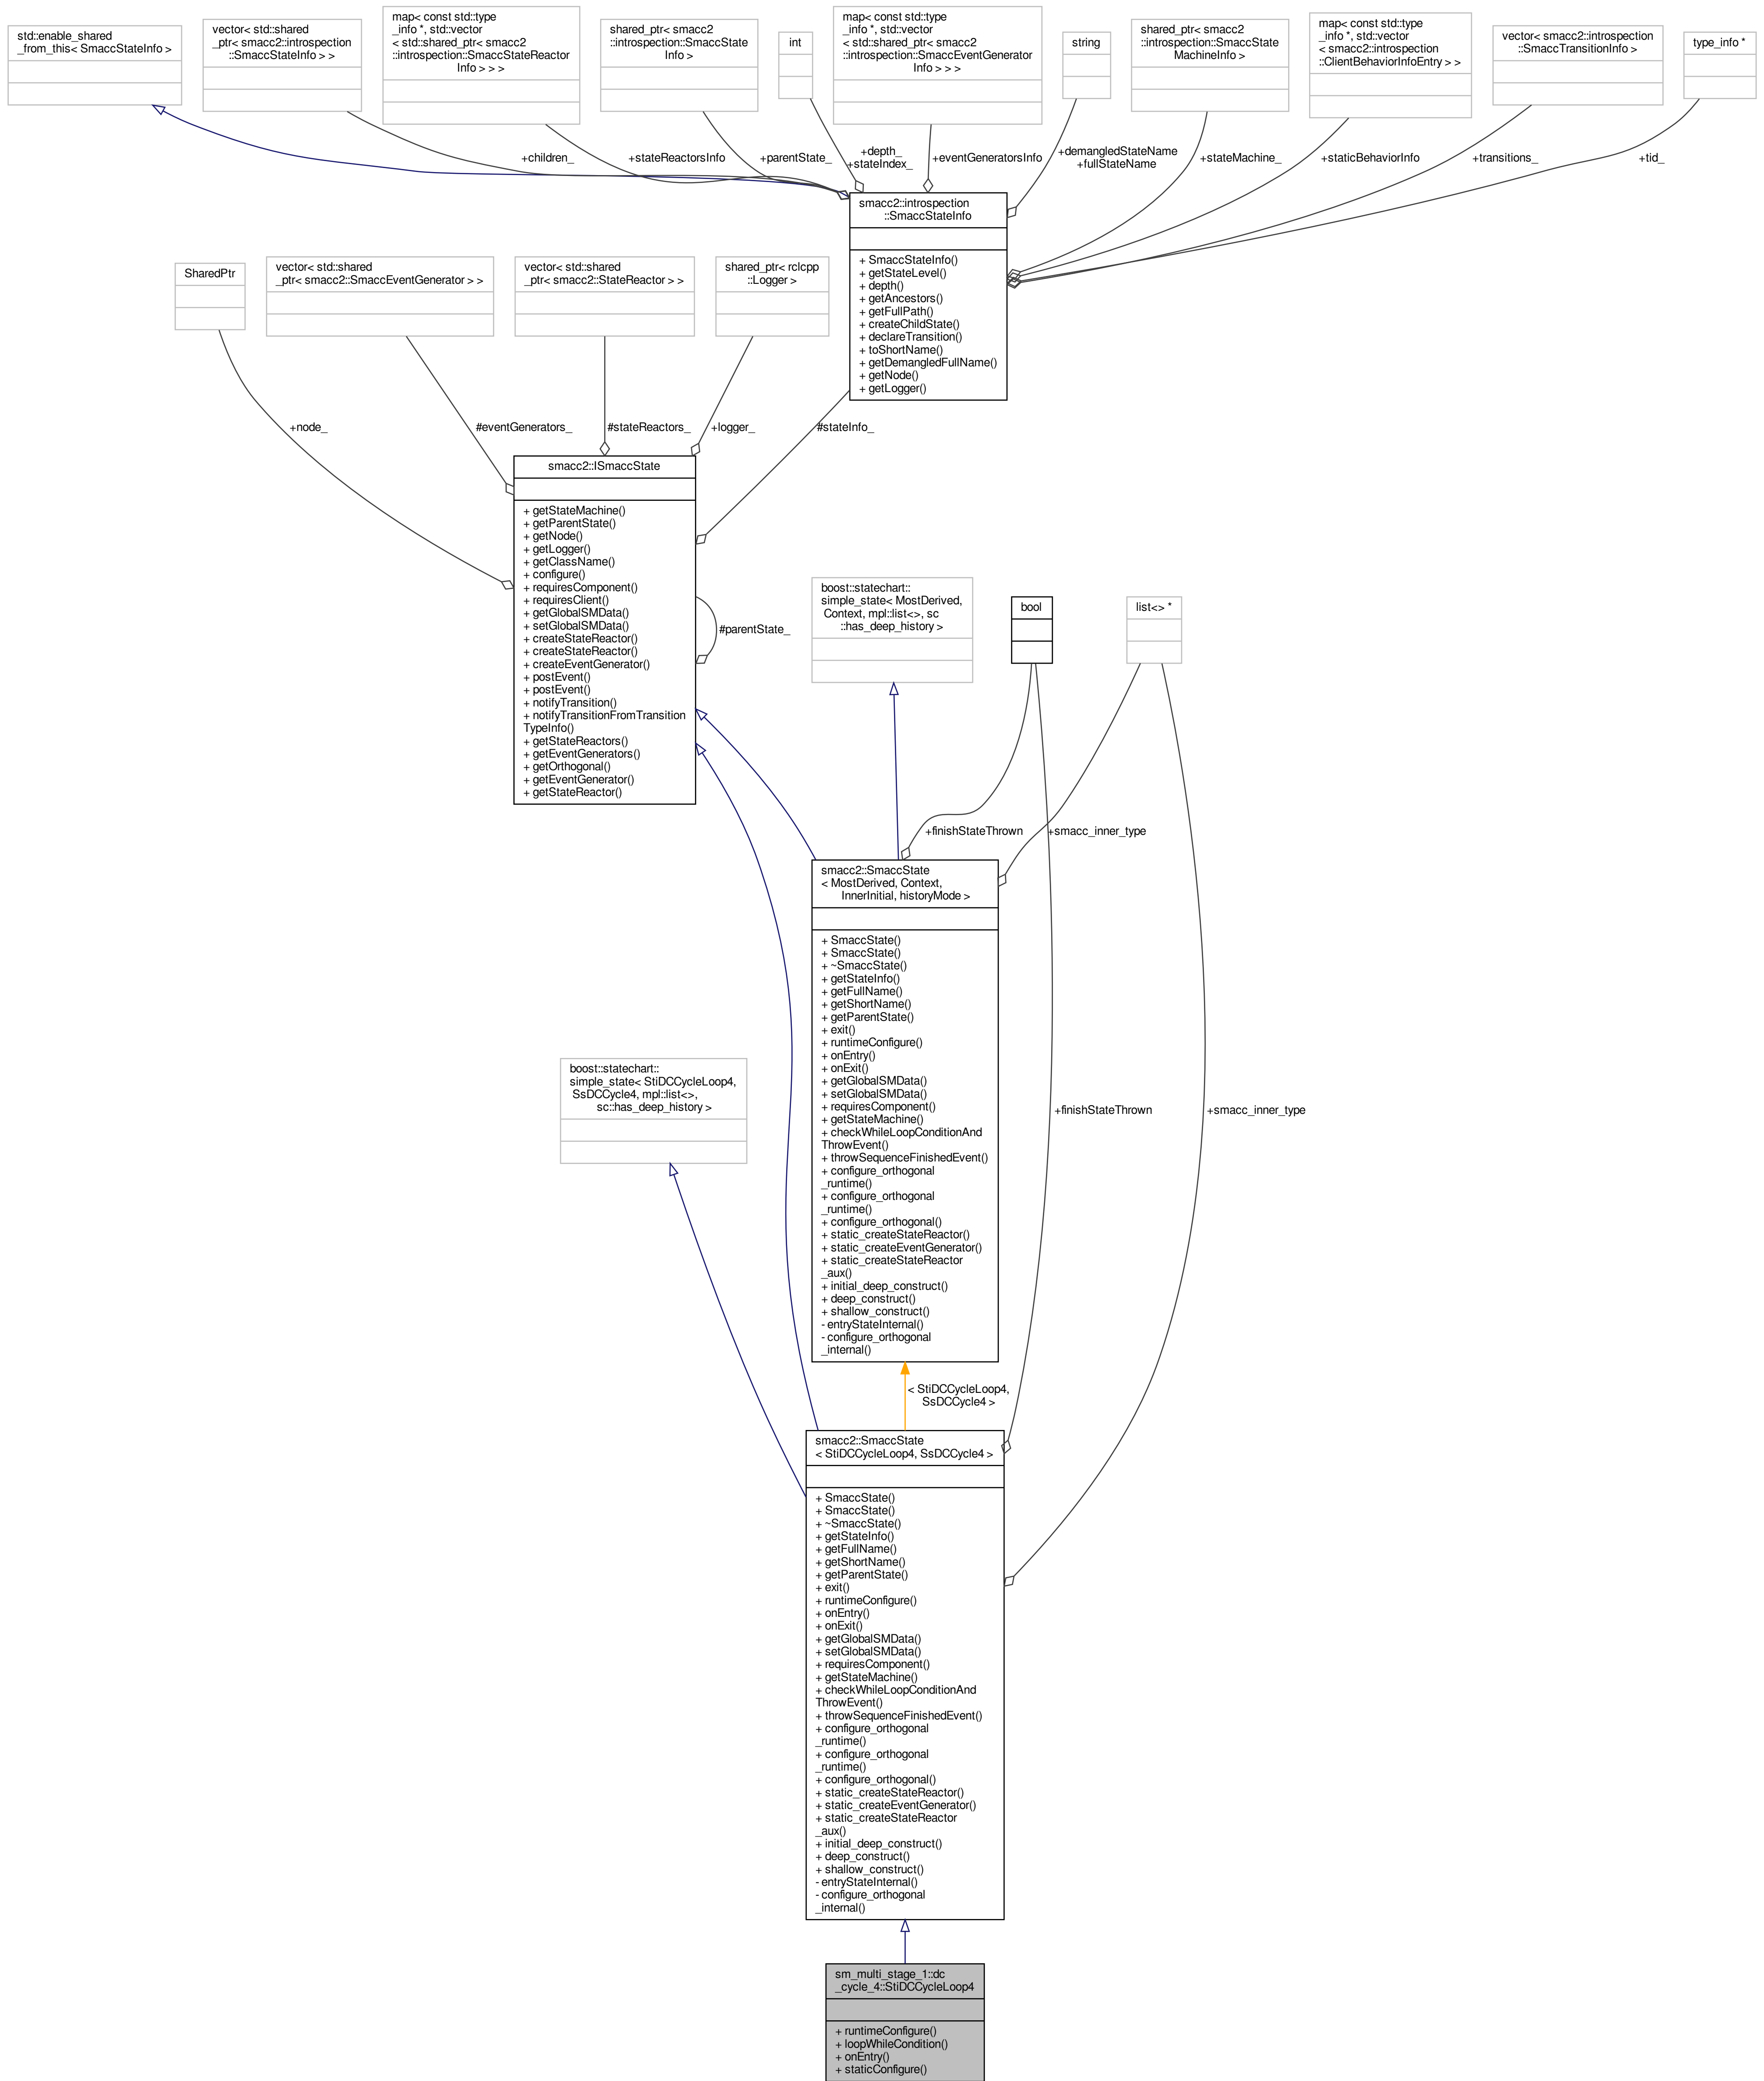 std::enable_shared
_from_this< SmaccStateInfo >
vector< std::shared
_ptr< smacc2::introspection
::SmaccStateInfo > >
map< const std::type
_info *, std::vector
< std::shared_ptr< smacc2
::introspection::SmaccStateReactor
Info > > >
shared_ptr< smacc2
::introspection::SmaccState
Info >
int
map< const std::type
_info *, std::vector
< std::shared_ptr< smacc2
::introspection::SmaccEventGenerator
Info > > >
string
shared_ptr< smacc2
::introspection::SmaccState
MachineInfo >
map< const std::type
_info *, std::vector
< smacc2::introspection
::ClientBehaviorInfoEntry > >
vector< smacc2::introspection
::SmaccTransitionInfo >
type_info *
+children_
+stateReactorsInfo
+parentState_
+depth_
+stateIndex_
+eventGeneratorsInfo
+demangledStateName
+fullStateName
+stateMachine_
+staticBehaviorInfo
+transitions_
+tid_
smacc2::introspection
::SmaccStateInfo
+ SmaccStateInfo()
+ getStateLevel()
+ depth()
+ getAncestors()
+ getFullPath()
+ createChildState()
+ declareTransition()
+ toShortName()
+ getDemangledFullName()
+ getNode()
+ getLogger()
SharedPtr
vector< std::shared
_ptr< smacc2::SmaccEventGenerator > >
vector< std::shared
_ptr< smacc2::StateReactor > >
shared_ptr< rclcpp
::Logger >
+node_
#eventGenerators_
#stateReactors_
+logger_
#stateInfo_
smacc2::ISmaccState
+ getStateMachine()
+ getParentState()
+ getNode()
+ getLogger()
+ getClassName()
+ configure()
+ requiresComponent()
+ requiresClient()
+ getGlobalSMData()
+ setGlobalSMData()
+ createStateReactor()
+ createStateReactor()
+ createEventGenerator()
+ postEvent()
+ postEvent()
+ notifyTransition()
+ notifyTransitionFromTransition
TypeInfo()
+ getStateReactors()
+ getEventGenerators()
+ getOrthogonal()
+ getEventGenerator()
+ getStateReactor()
#parentState_
boost::statechart::
simple_state< MostDerived,
Context, mpl::list<>, sc
::has_deep_history >
bool
list<> *
+finishStateThrown
+smacc_inner_type
smacc2::SmaccState
< MostDerived, Context,
InnerInitial, historyMode >
+ SmaccState()
+ SmaccState()
+ ~SmaccState()
+ getStateInfo()
+ getFullName()
+ getShortName()
+ getParentState()
+ exit()
+ runtimeConfigure()
+ onEntry()
+ onExit()
+ getGlobalSMData()
+ setGlobalSMData()
+ requiresComponent()
+ getStateMachine()
+ checkWhileLoopConditionAnd
ThrowEvent()
+ throwSequenceFinishedEvent()
+ configure_orthogonal
_runtime()
+ configure_orthogonal
_runtime()
+ configure_orthogonal()
+ static_createStateReactor()
+ static_createEventGenerator()
+ static_createStateReactor
_aux()
+ initial_deep_construct()
+ deep_construct()
+ shallow_construct()
- entryStateInternal()
- configure_orthogonal
_internal()
boost::statechart::
simple_state< StiDCCycleLoop4,
SsDCCycle4, mpl::list<>,
sc::has_deep_history >
+finishStateThrown
+smacc_inner_type
< StiDCCycleLoop4,
SsDCCycle4 >
smacc2::SmaccState
< StiDCCycleLoop4, SsDCCycle4 >
+ SmaccState()
+ SmaccState()
+ ~SmaccState()
+ getStateInfo()
+ getFullName()
+ getShortName()
+ getParentState()
+ exit()
+ runtimeConfigure()
+ onEntry()
+ onExit()
+ getGlobalSMData()
+ setGlobalSMData()
+ requiresComponent()
+ getStateMachine()
+ checkWhileLoopConditionAnd
ThrowEvent()
+ throwSequenceFinishedEvent()
+ configure_orthogonal
_runtime()
+ configure_orthogonal
_runtime()
+ configure_orthogonal()
+ static_createStateReactor()
+ static_createEventGenerator()
+ static_createStateReactor
_aux()
+ initial_deep_construct()
+ deep_construct()
+ shallow_construct()
- entryStateInternal()
- configure_orthogonal
_internal()
sm_multi_stage_1::dc
_cycle_4::StiDCCycleLoop4
+ runtimeConfigure()
+ loopWhileCondition()
+ onEntry()
+ staticConfigure()